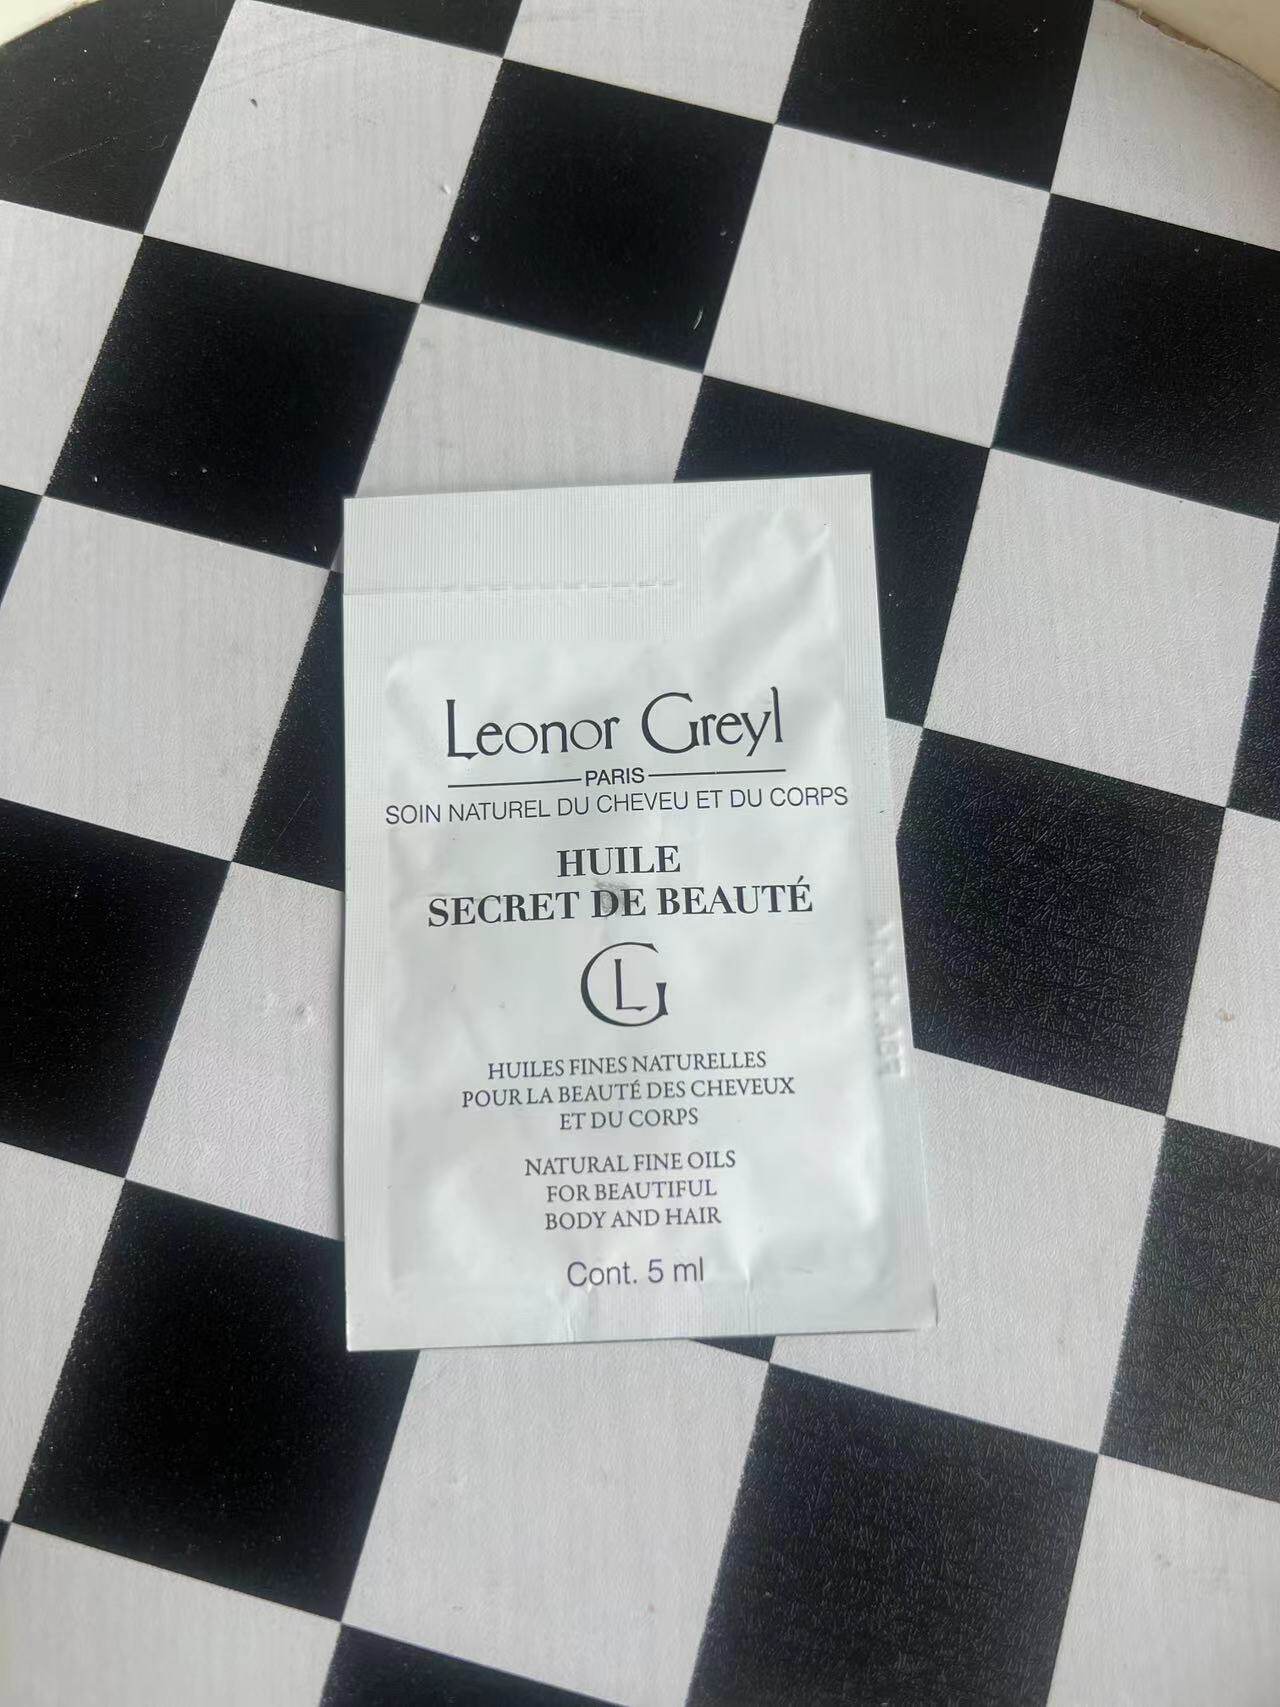 Leonor Greyl
PARIS
SOIN NATUREL DU CHEVEU ET DU CORPS
HUILE
SECRET DE BEAUTÉ
LG
HUILES FINES NATURELLES
POUR LA BEAUTÉ DES CHEVEUX
ET DU CORPS
NATURAL FINE OILS
FOR BEAUTIFUL
BODY AND HAIR
Cont. 5 ml